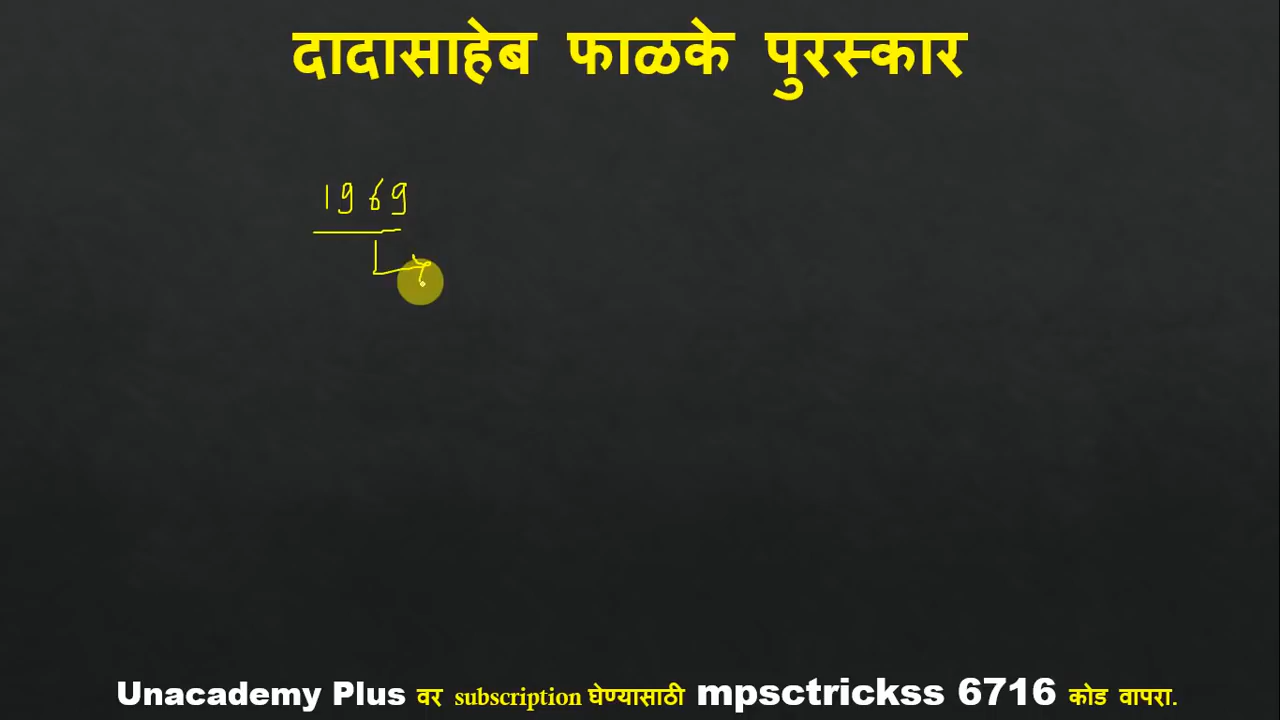 दादासाहेब फाळके पुरस्कार
1969
Unacademy Plus वर subscription घेण्यासाठी mpsctrickss 6716 कोड वापरा.